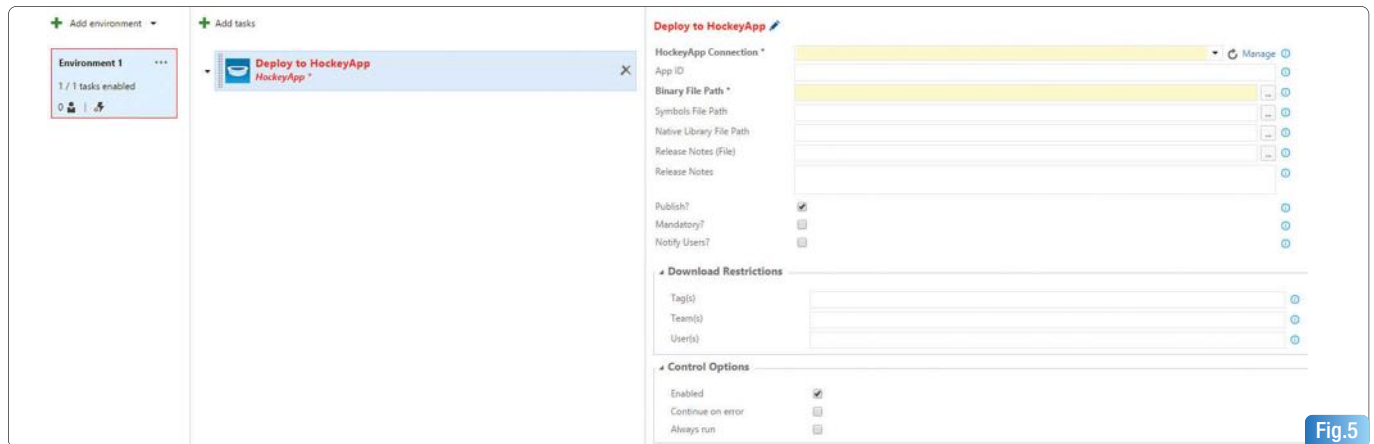 Add environment
Environment 1 ...
1 / 1 tasks enabled
0 |
Add tasks
Deploy to HockeyApp
HockeyApp *
Deploy to HockeyApp
HockeyApp Connection *
Manage
App ID
Binary File Path *
...
Symbols File Path
...
Native Library File Path
...
Release Notes (File)
...
Release Notes
Publish?
Mandatory?
Notify Users?
Download Restrictions
Tag(s)
Team(s)
User(s)
Control Options
Enabled
Continue on error
Always run
Fig.5